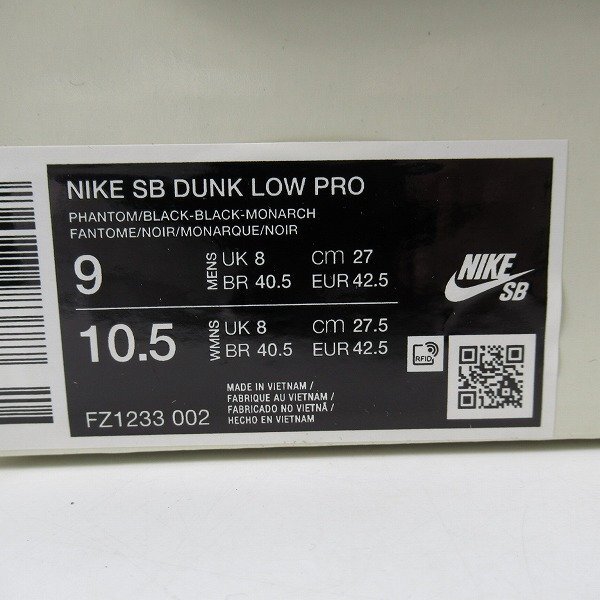 NIKE SB DUNK LOW PRO
PHANTOM/BLACK-BLACK-MONARCH
FANTOME/NOIR/MONARQUE/NOIR
9 MENS UK 8 cm 27
BR 40.5 EUR 42.5
10.5 WMNS UK 8 cm 27.5
BR 40.5 EUR 42.5
NIKE
SB
RFID
FZ1233 002
MADE IN VIETNAM /
FABRIQUE AU VIETNAM /
FABRICADO NO VIETNÃ /
HECHO EN VIETNAM